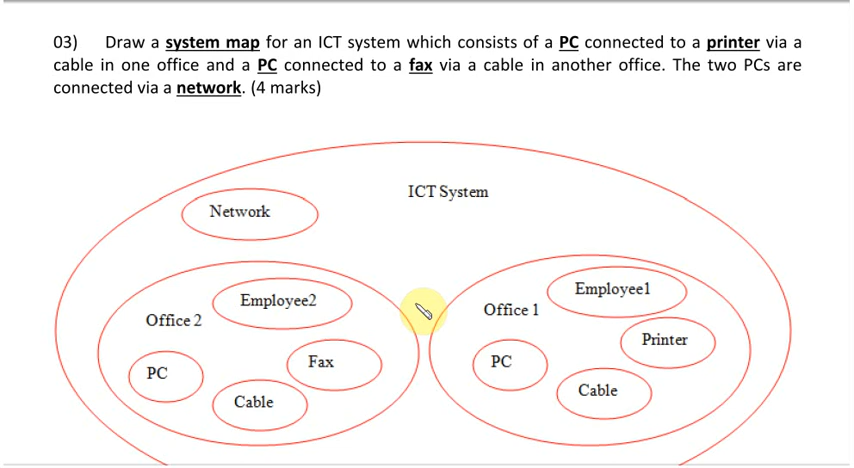 03) Draw a system map for an ICT system which consists of a PC connected to a printer via a
cable in one office and a PC connected to a fax via a cable in another office. The two PCs are
connected via a network. (4 marks)
ICT System
Network
Employee2
Office 2
PC
Fax
Cable
Employee1
Office 1
Printer
PC
Cable